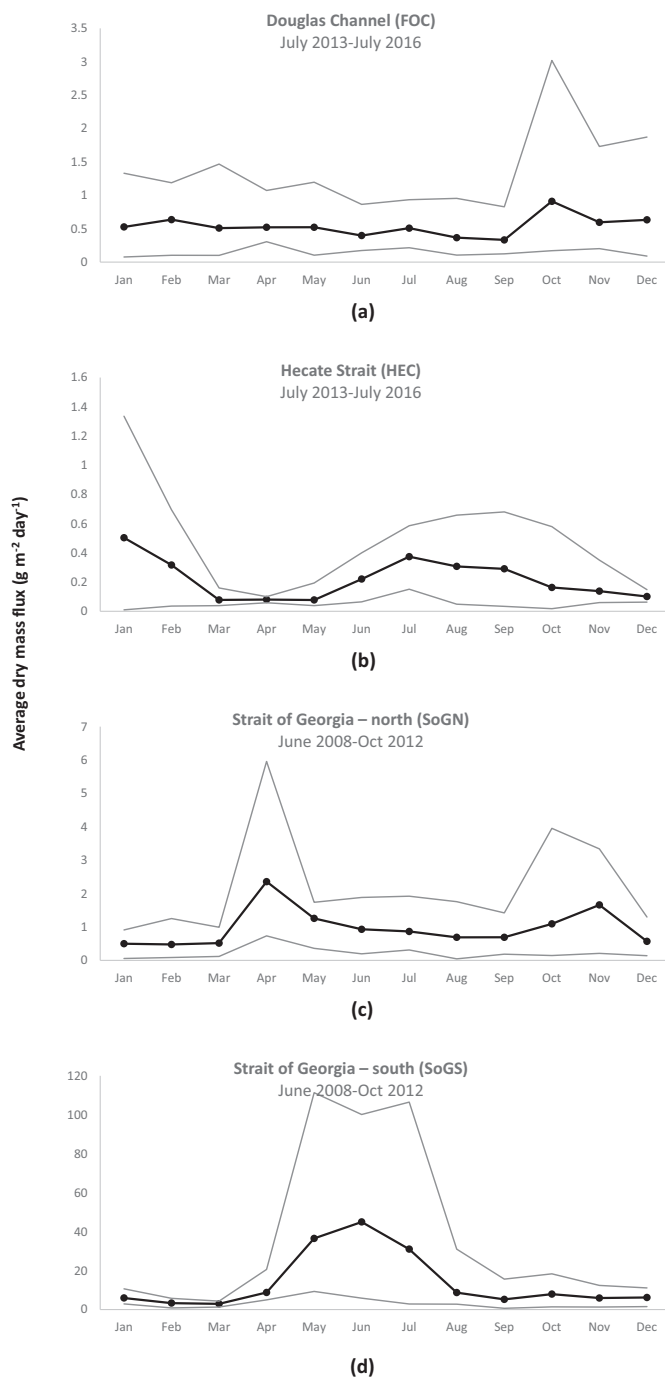 Douglas Channel (FOC)
July 2013-July 2016
3.5
3
2.5
2
1.5
1
0.5
0
Jan Feb Mar Apr May Jun Jul Aug Sep Oct Nov Dec
(a)
Average dry mass flux (g m⁻² day⁻¹)
Hecate Strait (HEC)
July 2013-July 2016
1.6
1.4
1.2
1
0.8
0.6
0.4
0.2
0
Jan Feb Mar Apr May Jun Jul Aug Sep Oct Nov Dec
(b)
Strait of Georgia – north (SoGN)
June 2008-Oct 2012
7
6
5
4
3
2
1
0
Jan Feb Mar Apr May Jun Jul Aug Sep Oct Nov Dec
(c)
Strait of Georgia – south (SoGS)
June 2008-Oct 2012
120
100
80
60
40
20
0
Jan Feb Mar Apr May Jun Jul Aug Sep Oct Nov Dec
(d)